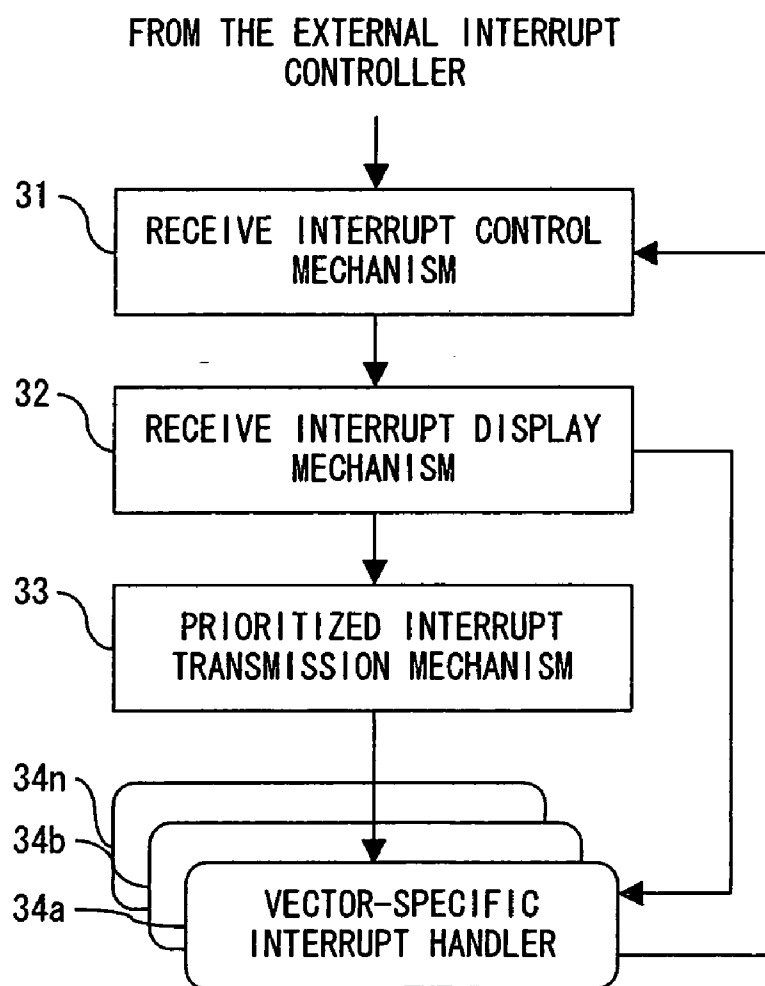 FROM THE EXTERNAL INTERRUPT
CONTROLLER
31
RECEIVE INTERRUPT CONTROL
MECHANISM
32
RECEIVE INTERRUPT DISPLAY
MECHANISM
33
PRIORITIZED INTERRUPT
TRANSMISSION MECHANISM
34n
34b
34a
VECTOR-SPECIFIC
INTERRUPT HANDLER